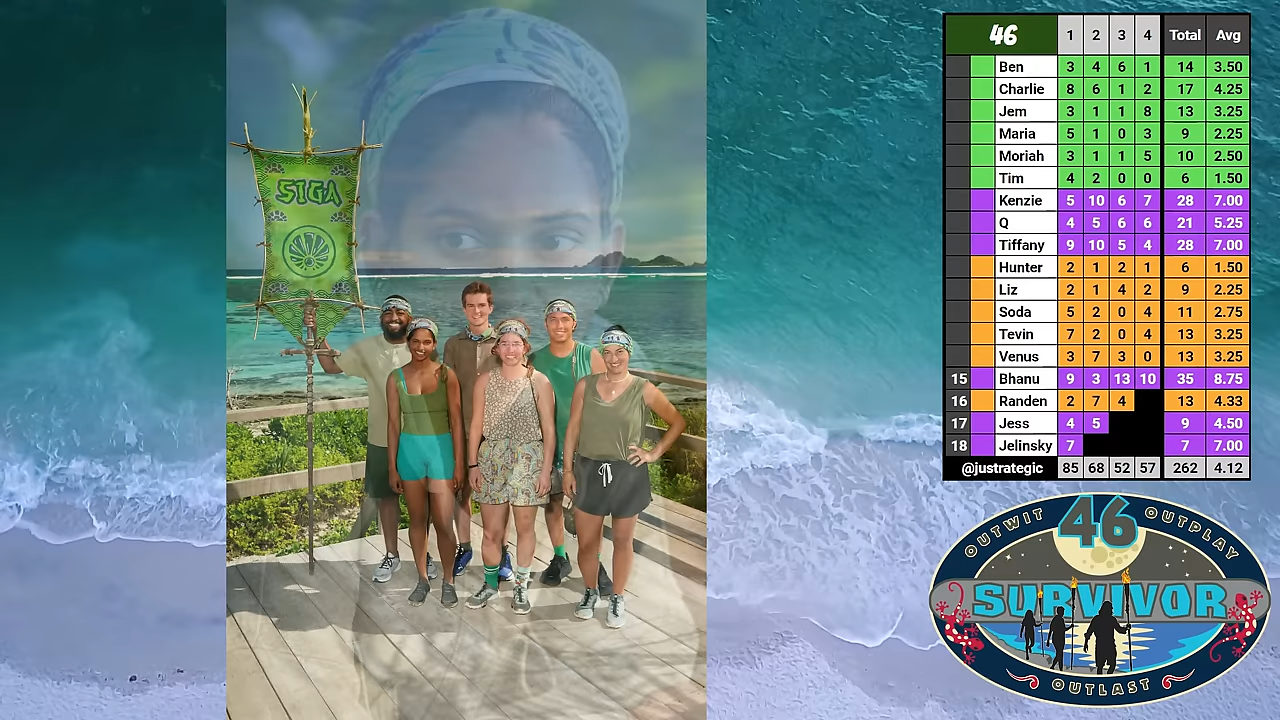 SIGA
46 1 2 3 4 Total Avg
Ben 3 4 6 1 14 3.50
Charlie 8 6 1 2 17 4.25
Jem 3 1 1 8 13 3.25
Maria 5 1 0 3 9 2.25
Moriah 3 1 1 5 10 2.50
Tim 4 2 0 0 6 1.50
Kenzie 5 10 6 7 28 7.00
Q 4 5 6 6 21 5.25
Tiffany 9 10 5 4 28 7.00
Hunter 2 1 2 1 6 1.50
Liz 2 1 4 2 9 2.25
Soda 5 2 0 4 11 2.75
Tevin 7 2 0 4 13 3.25
Venus 3 7 3 0 13 3.25
15 Bhanu 9 3 13 10 35 8.75
16 Randen 2 7 4 13 4.33
17 Jess 4 5 9 4.50
18 Jelinsky 7 7 7.00
@justrategic 85 68 52 57 262 4.12
46
OUTWIT OUTPLAY
SURVIVOR
OUTLAST